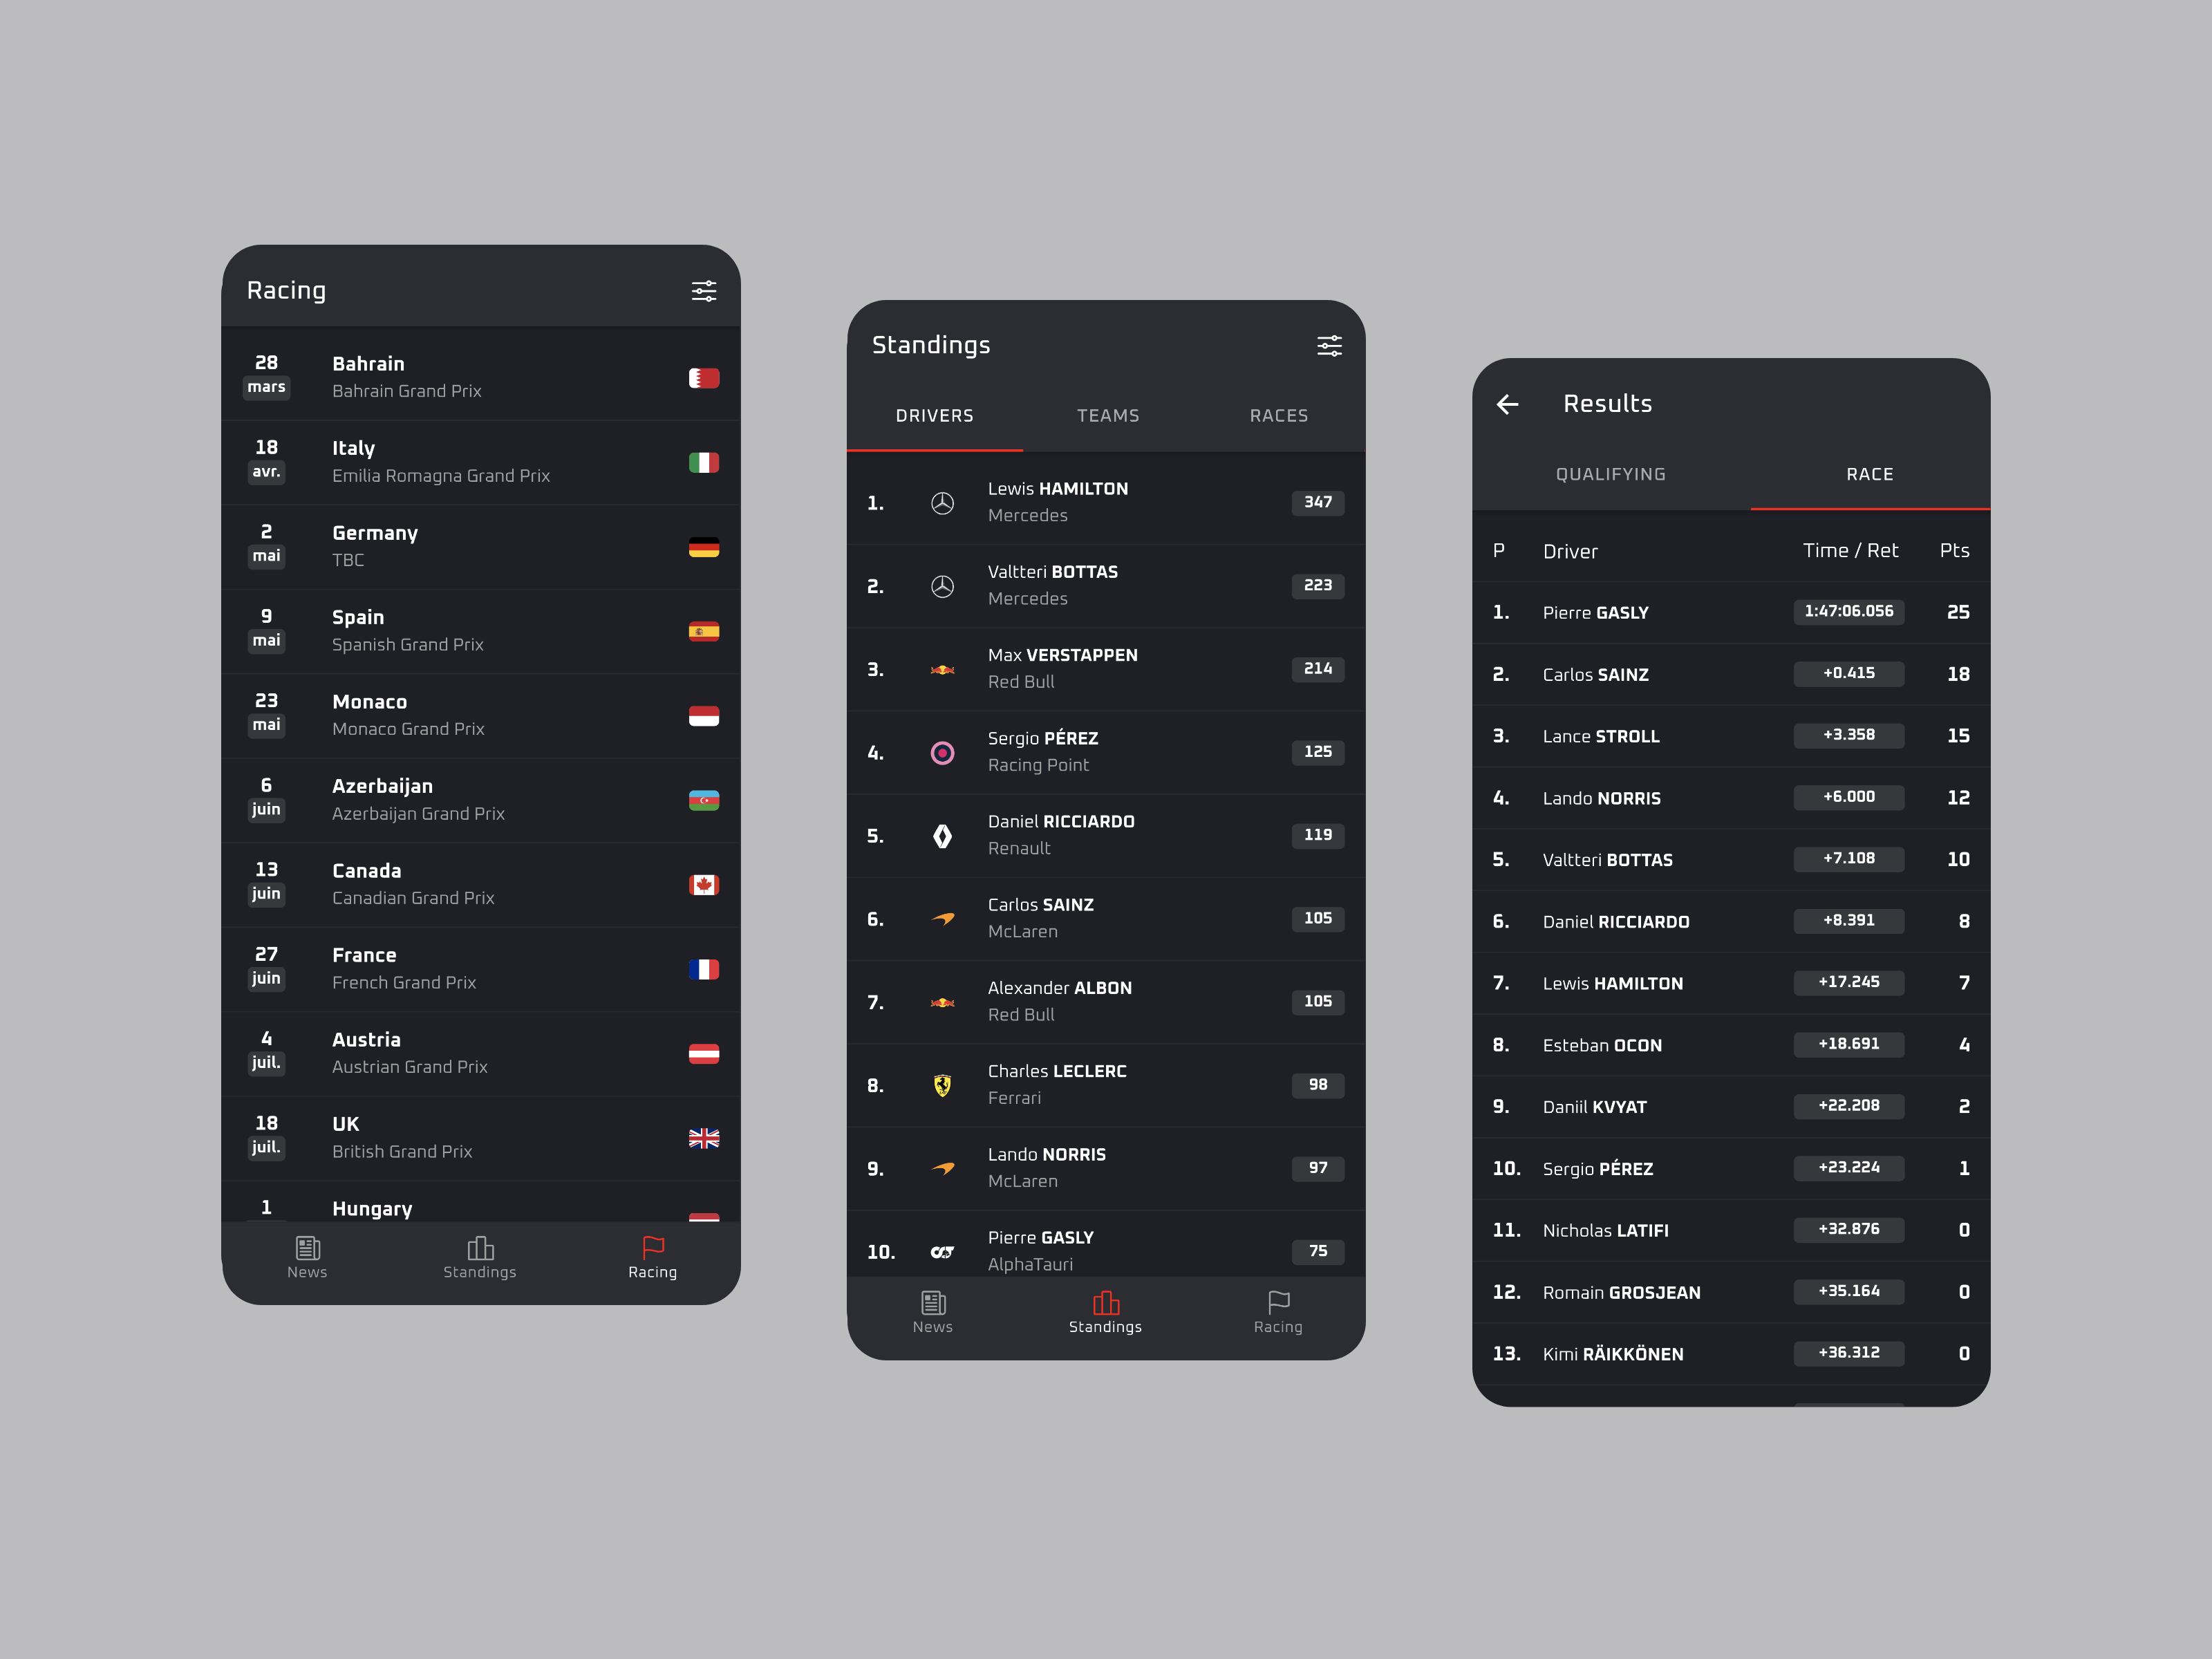 Racing
28
mars
Bahrain
Bahrain Grand Prix
18
avr.
Italy
Emilia Romagna Grand Prix
2
mai
Germany
TBC
9
mai
Spain
Spanish Grand Prix
23
mai
Monaco
Monaco Grand Prix
6
juin
Azerbaijan
Azerbaijan Grand Prix
13
juin
Canada
Canadian Grand Prix
27
juin
France
French Grand Prix
4
juil.
Austria
Austrian Grand Prix
18
juil.
UK
British Grand Prix
1
Hungary
News Standings Racing
Standings
DRIVERS TEAMS RACES
1. Lewis HAMILTON 347
Mercedes
2. Valtteri BOTTAS 223
Mercedes
3. Max VERSTAPPEN 214
Red Bull
4. Sergio PÉREZ 125
Racing Point
5. Daniel RICCIARDO 119
Renault
6. Carlos SAINZ 105
McLaren
7. Alexander ALBON 105
Red Bull
8. Charles LECLERC 98
Ferrari
9. Lando NORRIS 97
McLaren
10. Pierre GASLY 75
AlphaTauri
News Standings Racing
Results
QUALIFYING RACE
P Driver Time / Ret Pts
1. Pierre GASLY 1:47:06.056 25
2. Carlos SAINZ +0.415 18
3. Lance STROLL +3.358 15
4. Lando NORRIS +6.000 12
5. Valtteri BOTTAS +7.108 10
6. Daniel RICCIARDO +8.391 8
7. Lewis HAMILTON +17.245 7
8. Esteban OCON +18.691 4
9. Daniil KVYAT +22.208 2
10. Sergio PÉREZ +23.224 1
11. Nicholas LATIFI +32.876 0
12. Romain GROSJEAN +35.164 0
13. Kimi RÄIKKÖNEN +36.312 0